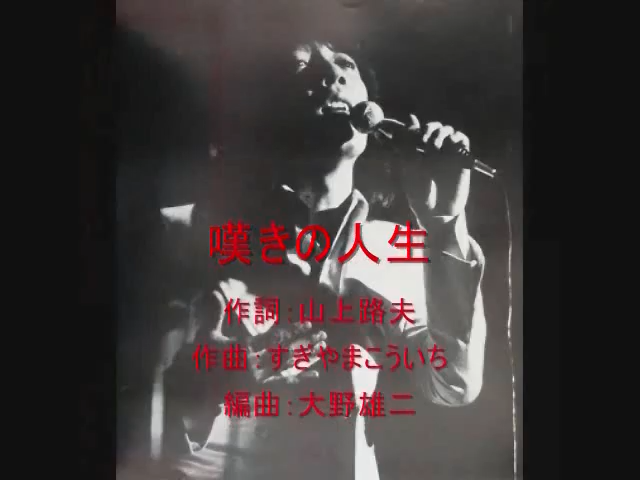 嘆きの人生
作詞：山上路夫
作曲：すぎやまこういち
編曲：大野雄二